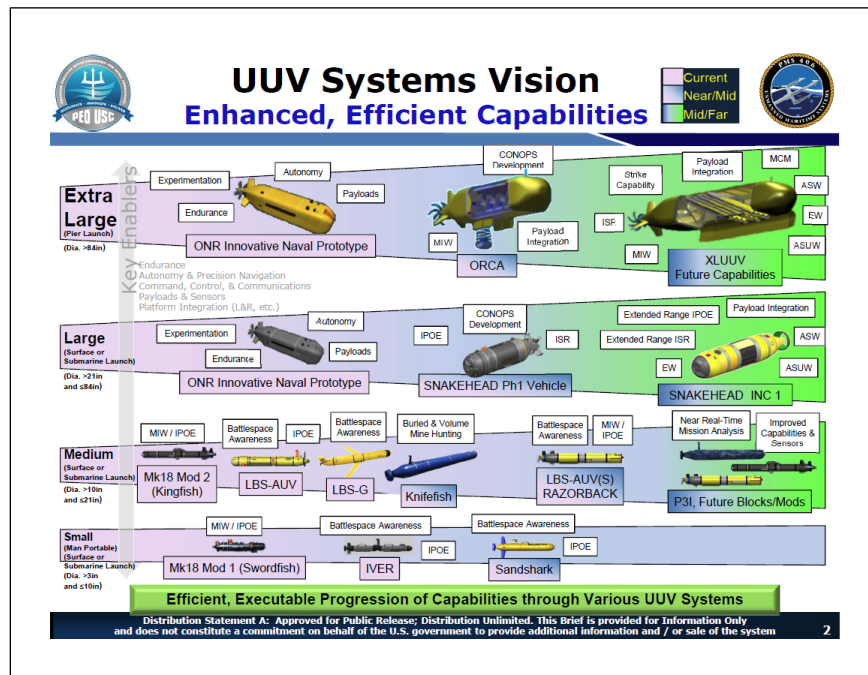 UUV Systems Vision
Enhanced, Efficient Capabilities
PEO USC
Current
Near/Mid
Mid/Far
PMS 406
UNMANNED MARITIME SYSTEMS
Key Enablers
Extra
Large
(Pier Launch)
(Dia. >84in)
Experimentation
Autonomy
Endurance
Payloads
ONR Innovative Naval Prototype
CONOPS
Development
MIW
Payload
Integration
ORCA
Strike
Capability
Payload
Integration
MCM
ASW
ISR
EW
MIW
ASUW
XLUUV
Future Capabilities
Endurance
Autonomy & Precision Navigation
Command, Control, & Communications
Payloads & Sensors
Platform Integration (L&R, etc.)
Large
(Surface or
Submarine Launch)
(Dia. >21in
and ≤84in)
Experimentation
Autonomy
Endurance
Payloads
ONR Innovative Naval Prototype
IPOE
CONOPS
Development
ISR
SNAKEHEAD Ph1 Vehicle
Extended Range IPOE
Payload Integration
Extended Range ISR
ASW
EW
ASUW
SNAKEHEAD INC 1
Medium
(Surface or
Submarine Launch)
(Dia. >10in
and ≤21in)
MIW / IPOE
Mk18 Mod 2
(Kingfish)
Battlespace
Awareness
IPOE
LBS-AUV
Battlespace
Awareness
LBS-G
Buried & Volume
Mine Hunting
Knifefish
Battlespace
Awareness
MIW /
IPOE
LBS-AUV(S)
RAZORBACK
Near Real-Time
Mission Analysis
Improved
Capabilities &
Sensors
P3I, Future Blocks/Mods
Small
(Man Portable)
(Surface or
Submarine Launch)
(Dia. >3in
and ≤10in)
MIW / IPOE
Mk18 Mod 1 (Swordfish)
Battlespace Awareness
IPOE
IVER
Battlespace Awareness
IPOE
Sandshark
Efficient, Executable Progression of Capabilities through Various UUV Systems
Distribution Statement A: Approved for Public Release; Distribution Unlimited. This Brief is provided for Information Only
and does not constitute a commitment on behalf of the U.S. government to provide additional information and / or sale of the system
2